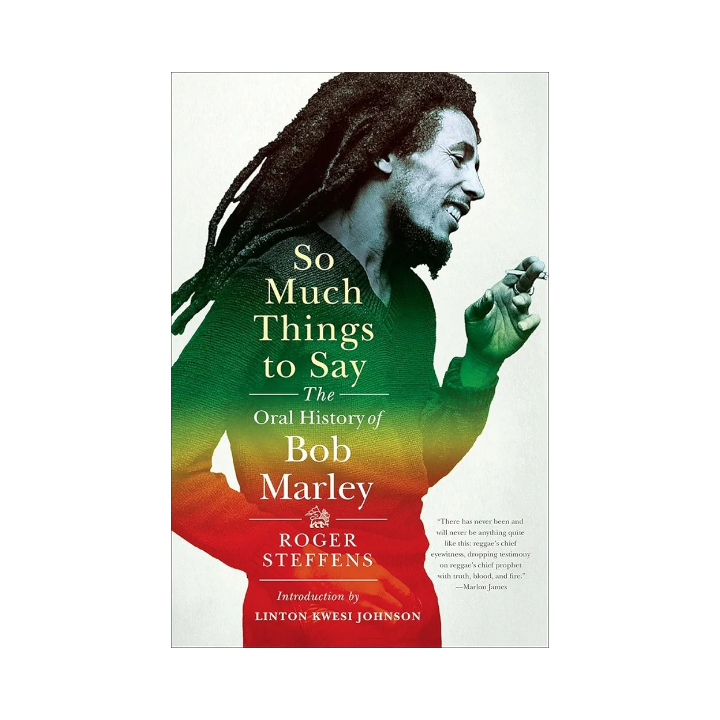 So
Much
Things
to Say
The
Oral History of
Bob
Marley
ROGER
STEFFENS
Introduction by
LINTON KWESI JOHNSON
“There has never been and
will never be anything quite
like this: reggae’s chief
eyewitness, dropping testimony
on reggae’s chief prophet
with truth, blood, and fire.”
—Marlon James